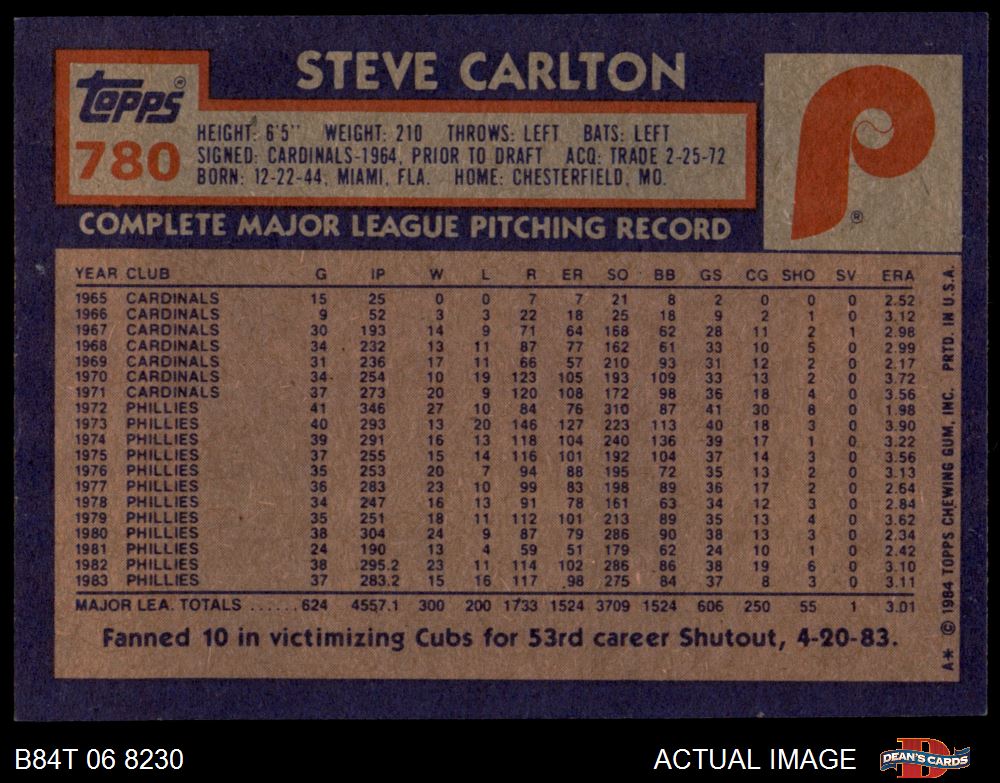 STEVE CARLTON
Topps®
780
HEIGHT: 6'5" WEIGHT: 210 THROWS: LEFT BATS: LEFT
SIGNED: CARDINALS-1964, PRIOR TO DRAFT ACQ: TRADE 2-25-72
BORN: 12-22-44, MIAMI, FLA. HOME: CHESTERFIELD, MO.
P ®
COMPLETE MAJOR LEAGUE PITCHING RECORD
YEAR CLUB G IP W L R ER SO BB GS CG SHO SV ERA
1965 CARDINALS 15 25 0 0 7 7 21 8 2 0 0 0 2.52
1966 CARDINALS 9 52 3 3 22 18 25 18 9 2 1 0 3.12
1967 CARDINALS 30 193 14 9 71 64 168 62 28 11 2 1 2.98
1968 CARDINALS 34 232 13 11 87 77 162 61 33 10 5 0 2.99
1969 CARDINALS 31 236 17 11 66 57 210 93 31 12 2 0 2.17
1970 CARDINALS 34 254 10 19 123 105 193 109 33 13 2 0 3.72
1971 CARDINALS 37 273 20 9 120 108 172 98 36 18 4 0 3.56
1972 PHILLIES 41 346 27 10 84 76 310 87 41 30 8 0 1.98
1973 PHILLIES 40 293 13 20 146 127 223 113 40 18 3 0 3.90
1974 PHILLIES 39 291 16 13 118 104 240 136 39 17 1 0 3.22
1975 PHILLIES 37 255 15 14 116 101 192 104 37 14 3 0 3.56
1976 PHILLIES 35 253 20 7 94 88 195 72 35 13 2 0 3.13
1977 PHILLIES 36 283 23 10 99 83 198 89 36 17 2 0 2.64
1978 PHILLIES 34 247 16 13 91 78 161 63 34 12 3 0 2.84
1979 PHILLIES 35 251 18 11 112 101 213 89 35 13 4 0 3.62
1980 PHILLIES 38 304 24 9 87 79 286 90 38 13 3 0 2.34
1981 PHILLIES 24 190 13 4 59 51 179 62 24 10 1 0 2.42
1982 PHILLIES 38 295.2 23 11 114 102 286 86 38 19 6 0 3.10
1983 PHILLIES 37 283.2 15 16 117 98 275 84 37 8 3 0 3.11
MAJOR LEA. TOTALS ...... 624 4557.1 300 200 1733 1524 3709 1524 606 250 55 1 3.01
Fanned 10 in victimizing Cubs for 53rd career Shutout, 4-20-83.
A* © 1984 TOPPS CHEWING GUM, INC. PRTD. IN U.S.A.
B84T 06 8230
ACTUAL IMAGE
D DEAN'S CARDS